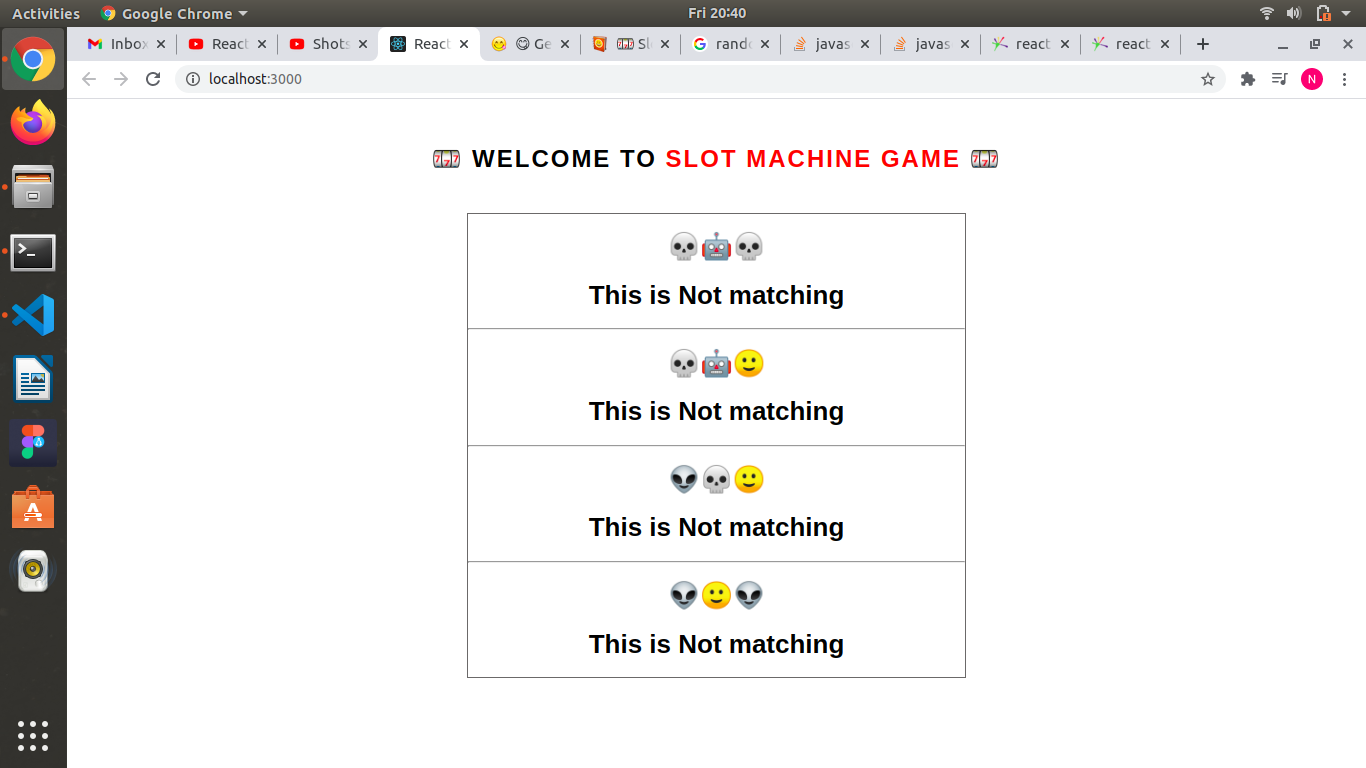 Activities Google Chrome Fri 20:40
Inbox React Shots React Ge Sl rando javas javas react react
localhost:3000 N
🎰 WELCOME TO SLOT MACHINE GAME 🎰
💀🤖💀
This is Not matching
💀🤖🙂
This is Not matching
👽💀🙂
This is Not matching
👽🙂👽
This is Not matching